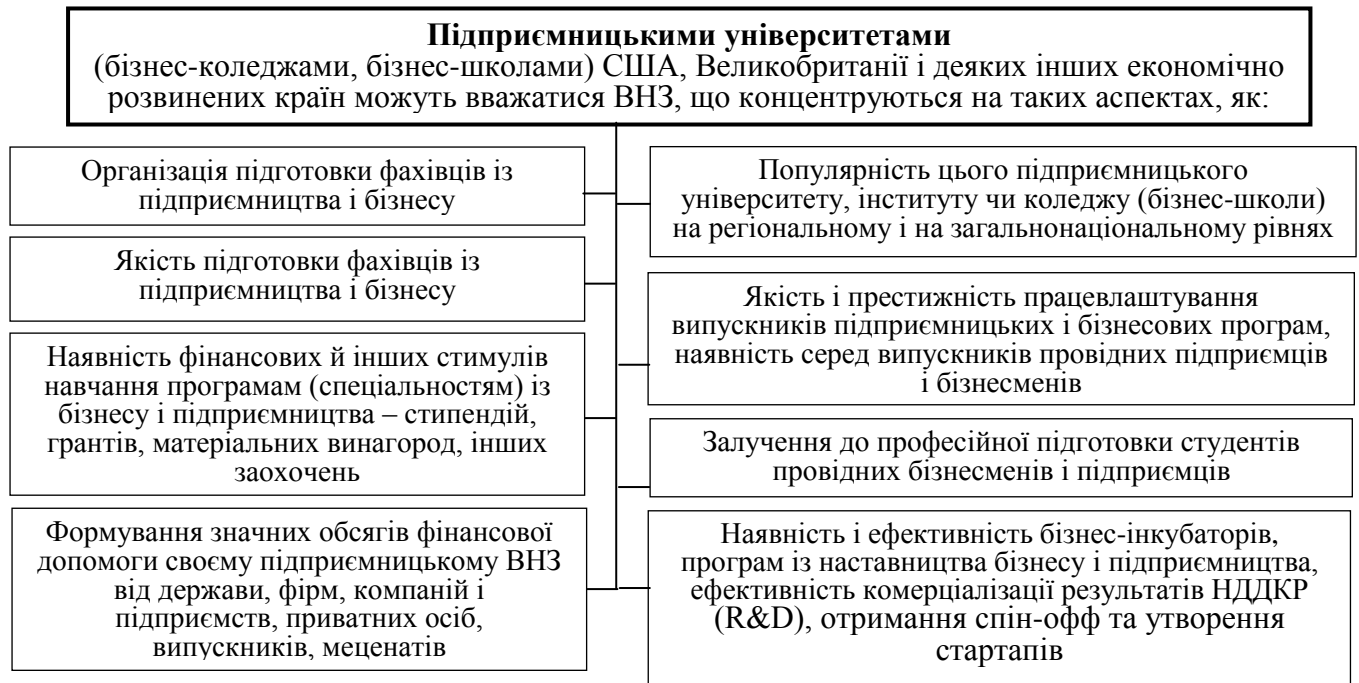 Підприємницькими університетами
(бізнес-коледжами, бізнес-школами) США, Великобританії і деяких інших економічно
розвинених країн можуть вважатися ВНЗ, що концентруються на таких аспектах, як:
Організація підготовки фахівців із
підприємництва і бізнесу
Якість підготовки фахівців із
підприємництва і бізнесу
Наявність фінансових й інших стимулів
навчання програмам (спеціальностям) із
бізнесу і підприємництва – стипендій,
грантів, матеріальних винагород, інших
заохочень
Формування значних обсягів фінансової
допомоги своєму підприємницькому ВНЗ
від держави, фірм, компаній і
підприємств, приватних осіб,
випускників, меценатів
Популярність цього підприємницького
університету, інституту чи коледжу (бізнес-школи)
на регіональному і на загальнонаціональному рівнях
Якість і престижність працевлаштування
випускників підприємницьких і бізнесових програм,
наявність серед випускників провідних підприємців
і бізнесменів
Залучення до професійної підготовки студентів
провідних бізнесменів і підприємців
Наявність і ефективність бізнес-інкубаторів,
програм із наставництва бізнесу і підприємництва,
ефективність комерціалізації результатів НДДКР
(R&D), отримання спін-офф та утворення
стартапів